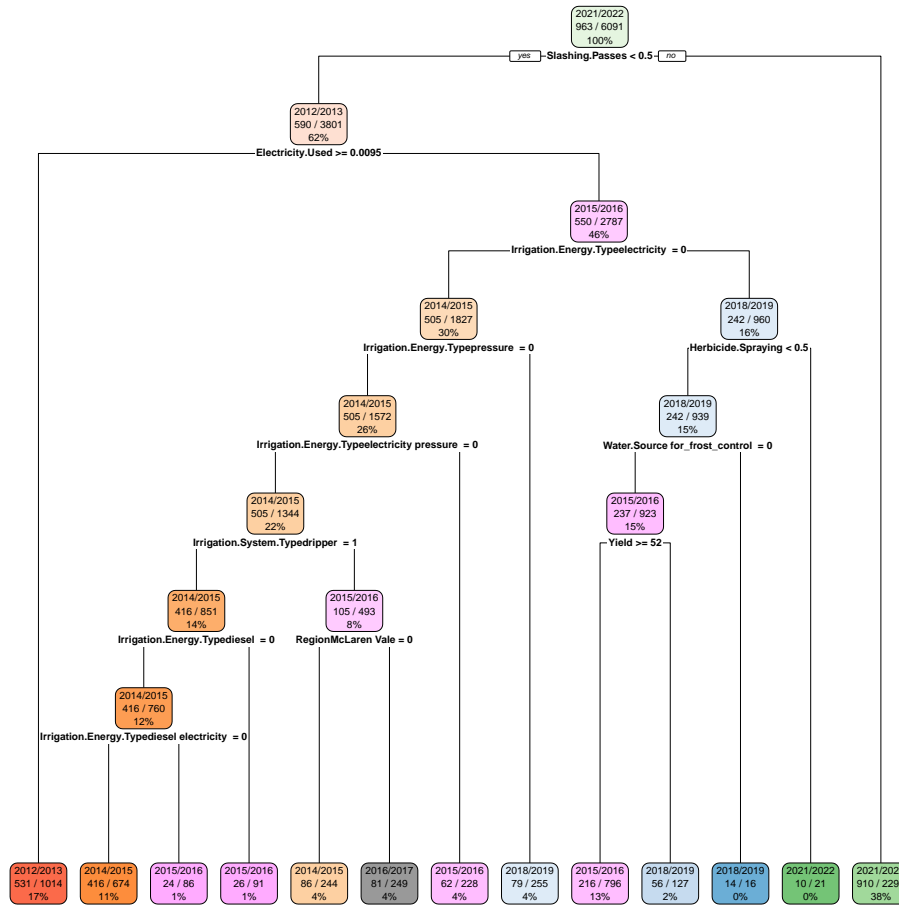 2021/2022
963 / 6091
100%
yes Slashing.Passes < 0.5 no
2012/2013
590 / 3801
62%
Electricity.Used >= 0.0095
2015/2016
550 / 2787
46%
Irrigation.Energy.Typeelectricity = 0
2014/2015
505 / 1827
30%
2018/2019
242 / 960
16%
Irrigation.Energy.Typepressure = 0
Herbicide.Spraying < 0.5
2014/2015
505 / 1572
26%
2018/2019
242 / 939
15%
Irrigation.Energy.Typeelectricity pressure = 0
Water.Source for_frost_control = 0
2014/2015
505 / 1344
22%
2015/2016
237 / 923
15%
Irrigation.System.Typedripper = 1
Yield >= 52
2014/2015
416 / 851
14%
2015/2016
105 / 493
8%
Irrigation.Energy.Typediesel = 0
RegionMcLaren Vale = 0
2014/2015
416 / 760
12%
Irrigation.Energy.Typediesel electricity = 0
2012/2013
531 / 1014
17%
2014/2015
416 / 674
11%
2015/2016
24 / 86
1%
2015/2016
26 / 91
1%
2014/2015
86 / 244
4%
2016/2017
81 / 249
4%
2015/2016
62 / 228
4%
2018/2019
79 / 255
4%
2015/2016
216 / 796
13%
2018/2019
56 / 127
2%
2018/2019
14 / 16
0%
2021/2022
10 / 21
0%
2021/202
910 / 229
38%